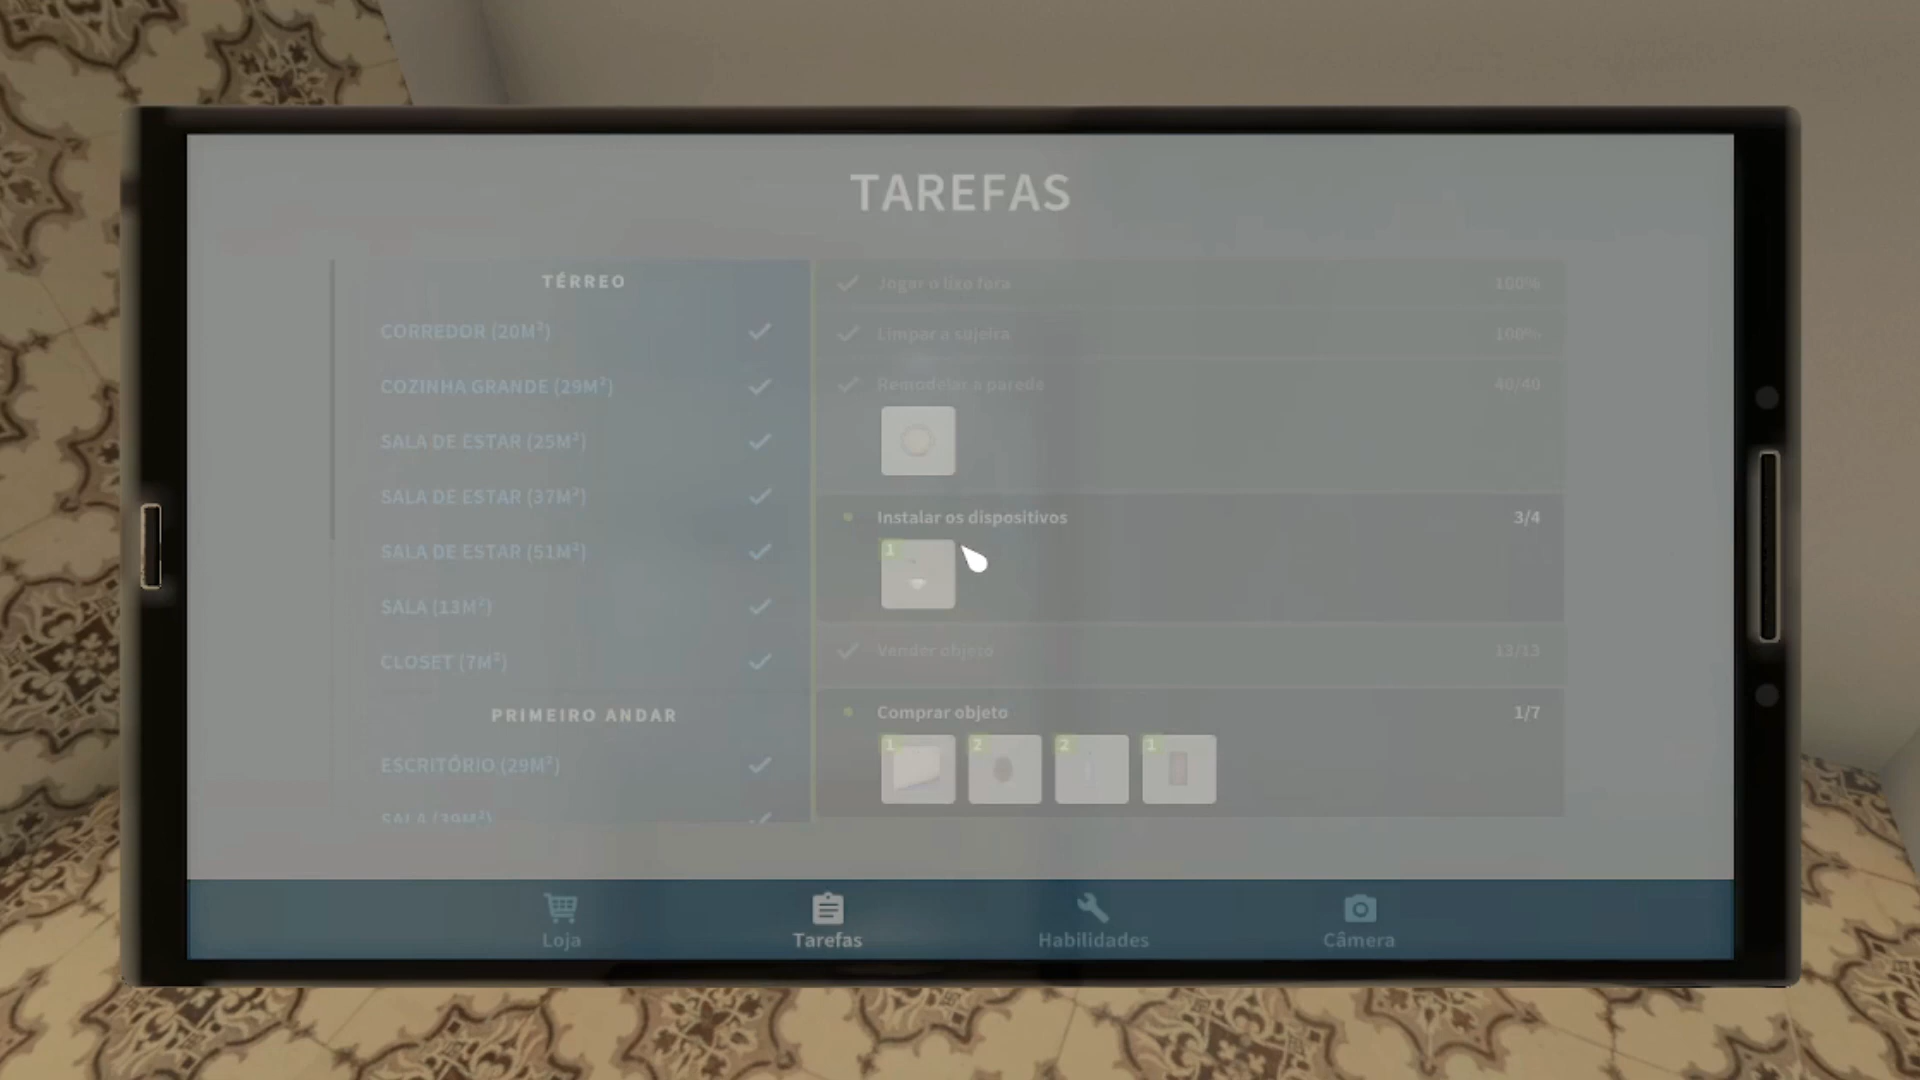 TAREFAS
TÉRREO
CORREDOR (20M²)
COZINHA GRANDE (29M²)
SALA DE ESTAR (25M²)
SALA DE ESTAR (37M²)
SALA DE ESTAR (51M²)
SALA (13M²)
CLOSET (7M²)
PRIMEIRO ANDAR
ESCRITÓRIO (29M²)
SALA (39M²)
Jogar o lixo fora 100%
Limpar a sujeira 100%
Remodelar a parede 40/40
Instalar os dispositivos 3/4
1
Vender objeto 13/13
Comprar objeto 1/7
1 2 2 1
Loja Tarefas Habilidades Câmera